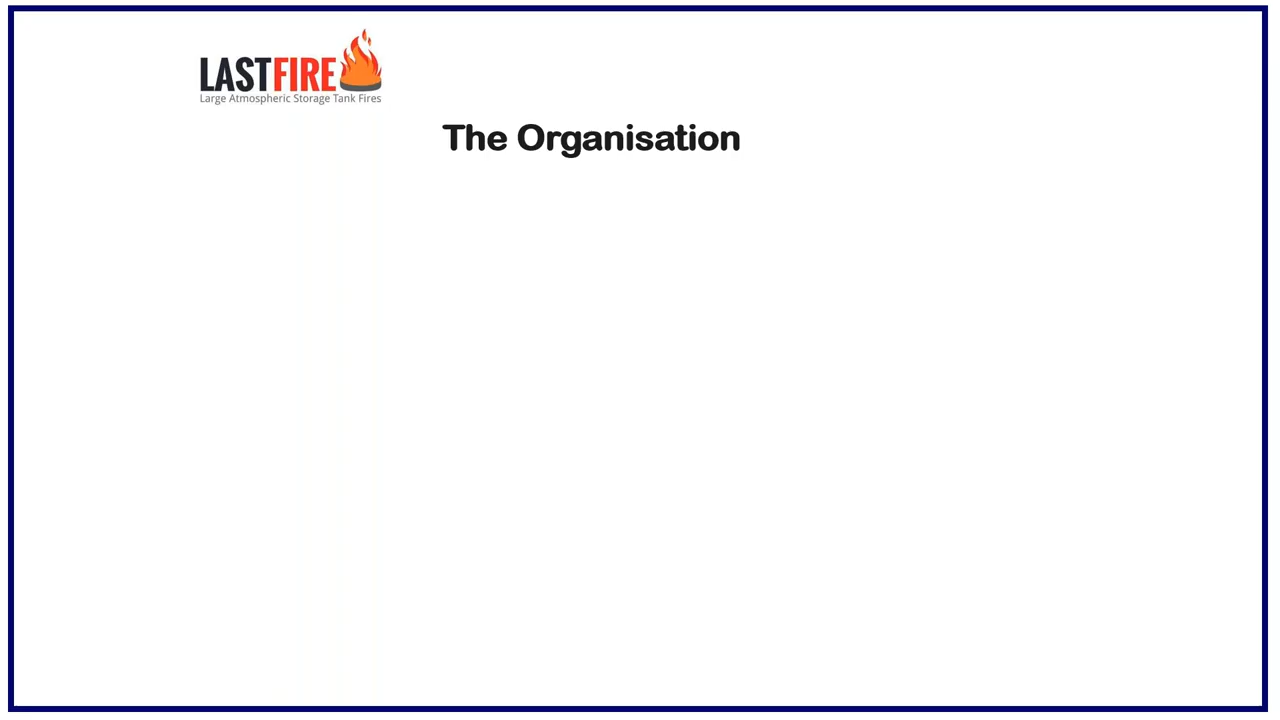 LASTFIRE
Large Atmospheric Storage Tank Fires
The Organisation